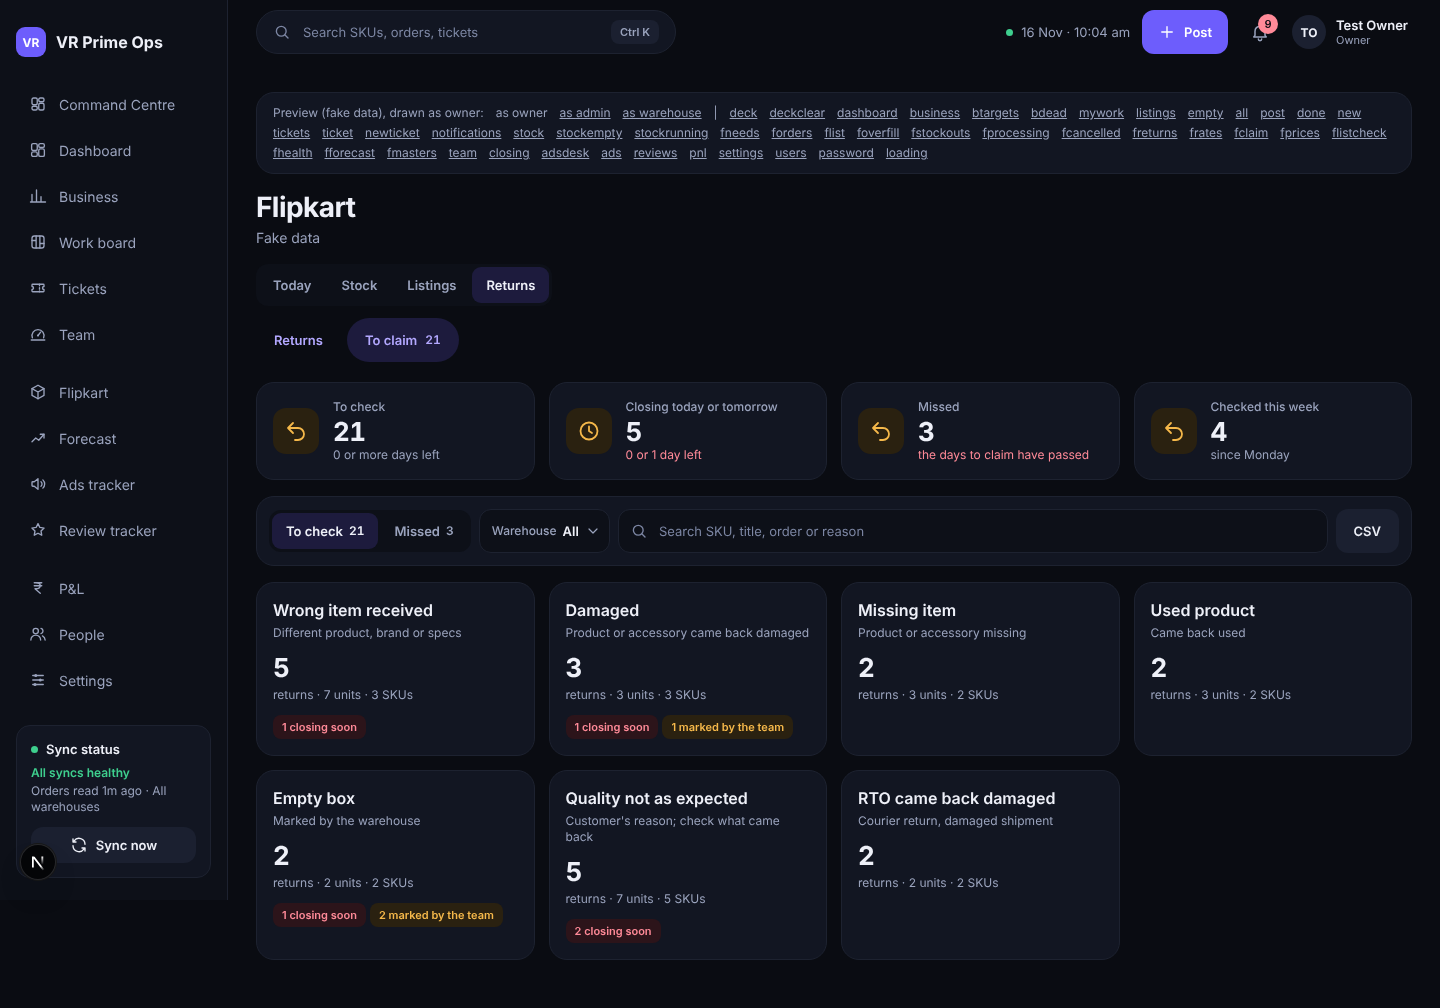 VR
VR Prime Ops
Search SKUs, orders, tickets
Ctrl K
16 Nov · 10:04 am
Post
9
TO
Test Owner
Owner
Command Centre
Dashboard
Business
Work board
Tickets
Team
Flipkart
Forecast
Ads tracker
Review tracker
P&L
People
Settings
Sync status
All syncs healthy
Orders read 1m ago · All
warehouses
Sync now
N
Preview (fake data), drawn as owner: as owner as admin as warehouse | deck deckclear dashboard business btargets bdead mywork listings empty all post done new
tickets ticket newticket notifications stock stockempty stockrunning fneeds forders flist foverfill fstockouts fprocessing fcancelled freturns frates fclaim fprices flistcheck
fhealth fforecast fmasters team closing adsdesk ads reviews pnl settings users password loading
Flipkart
Fake data
Today Stock Listings Returns
Returns To claim 21
To check
21
0 or more days left
Closing today or tomorrow
5
0 or 1 day left
Missed
3
the days to claim have passed
Checked this week
4
since Monday
To check 21 Missed 3 Warehouse All Search SKU, title, order or reason CSV
Wrong item received
Different product, brand or specs
5
returns · 7 units · 3 SKUs
1 closing soon
Damaged
Product or accessory came back damaged
3
returns · 3 units · 3 SKUs
1 closing soon 1 marked by the team
Missing item
Product or accessory missing
2
returns · 3 units · 2 SKUs
Used product
Came back used
2
returns · 3 units · 2 SKUs
Empty box
Marked by the warehouse
2
returns · 2 units · 2 SKUs
1 closing soon 2 marked by the team
Quality not as expected
Customer's reason; check what came
back
5
returns · 7 units · 5 SKUs
2 closing soon
RTO came back damaged
Courier return, damaged shipment
2
returns · 2 units · 2 SKUs